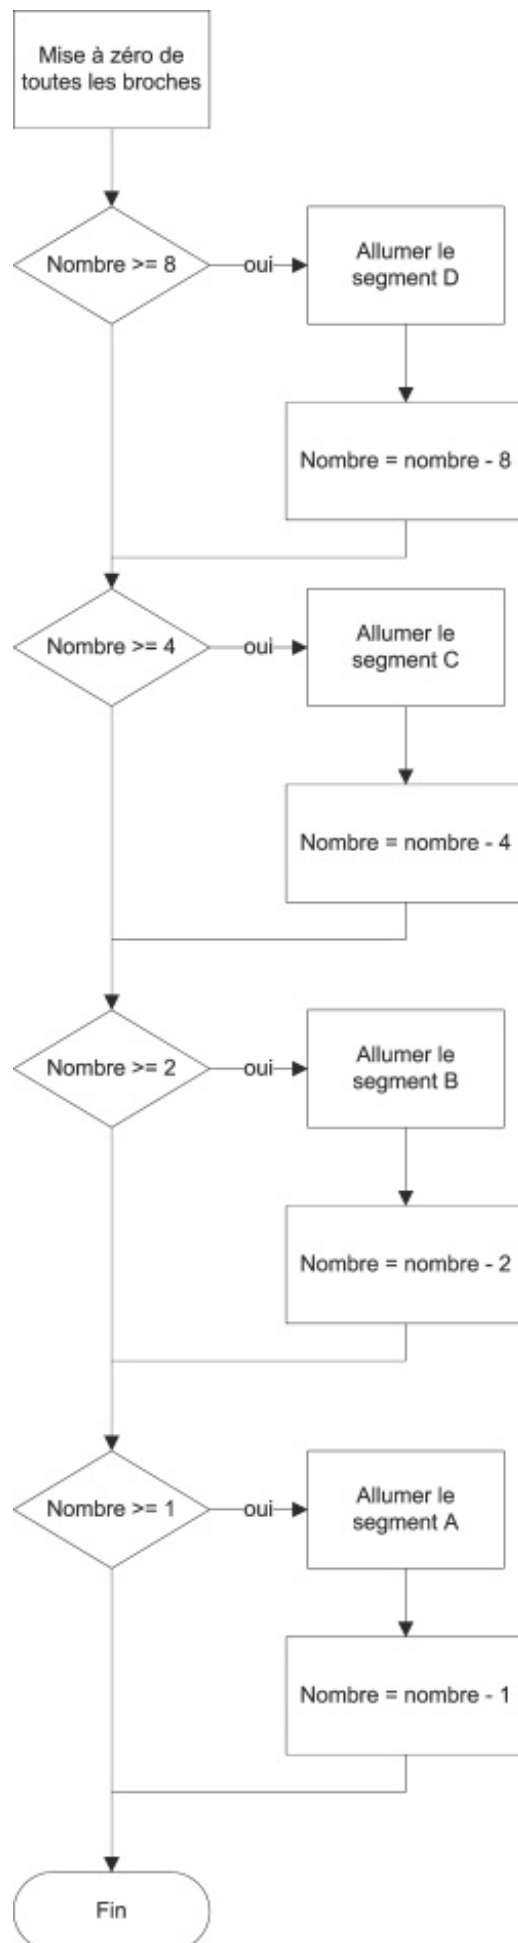 Mise à zéro de
toutes les broches
Nombre >= 8
oui
Allumer le
segment D
Nombre = nombre - 8
Nombre >= 4
oui
Allumer le
segment C
Nombre = nombre - 4
Nombre >= 2
oui
Allumer le
segment B
Nombre = nombre - 2
Nombre >= 1
oui
Allumer le
segment A
Nombre = nombre - 1
Fin